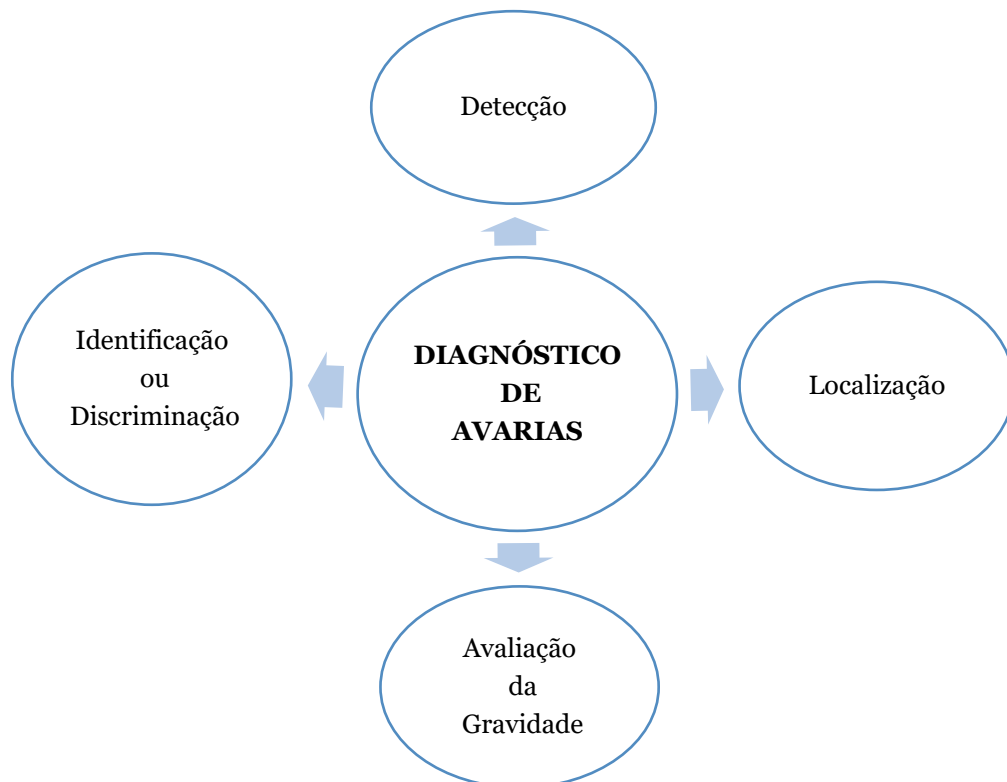 Detecção
Identificação
ou
Discriminação
DIAGNÓSTICO
DE
AVARIAS
Localização
Avaliação
da
Gravidade